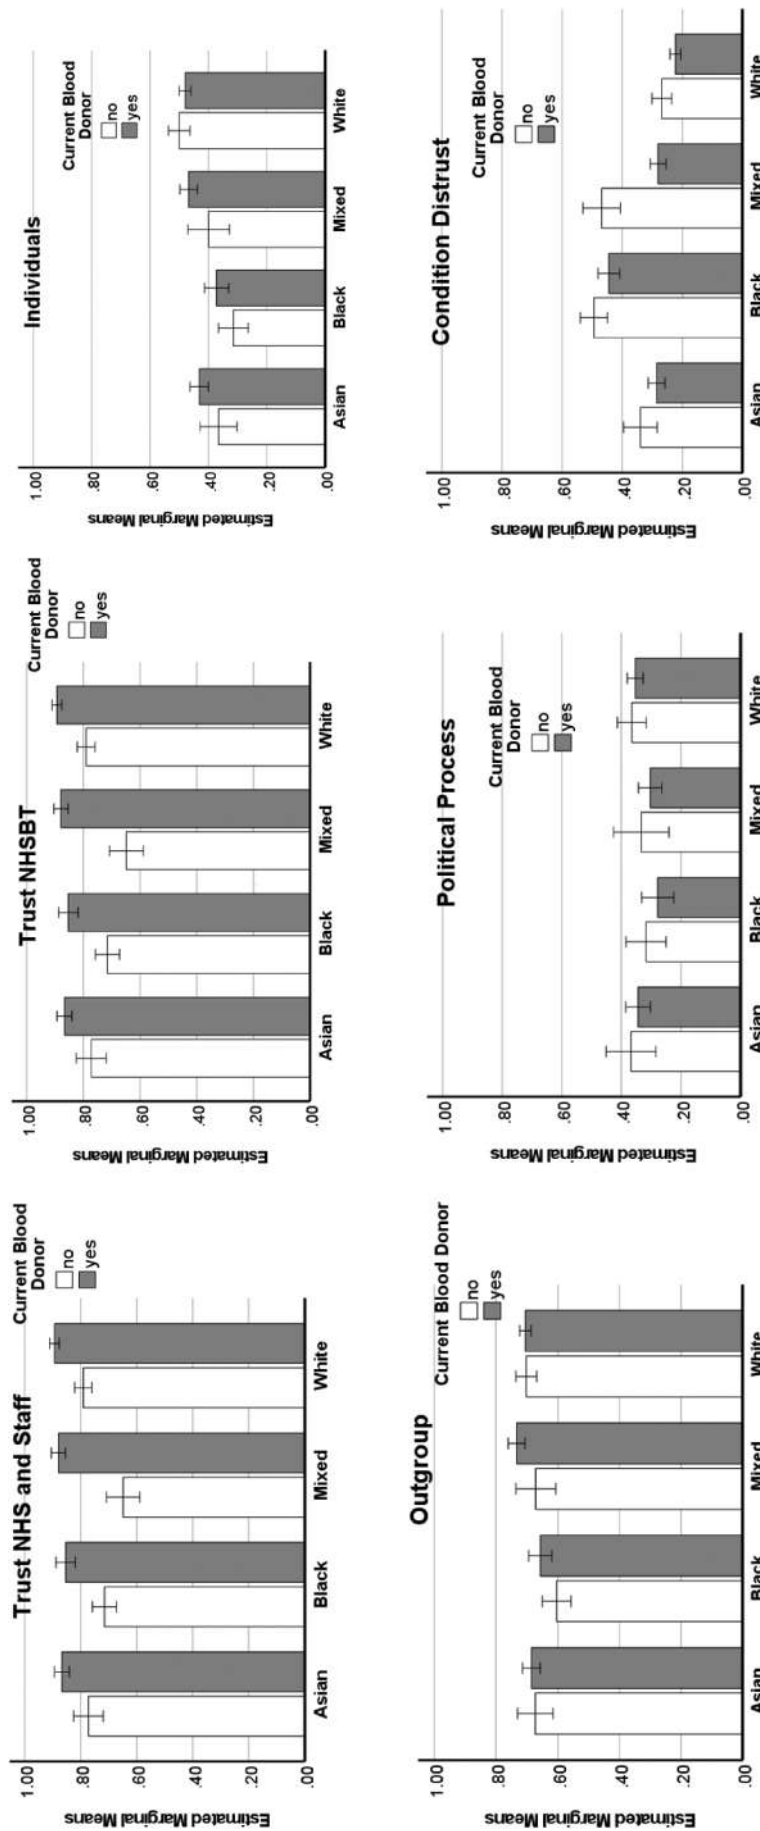 Trust NHS and Staff
Current Blood
Donor
no
yes
Estimated Marginal Means
1.00
.80
.60
.40
.20
.00
Asian
Black
Mixed
White
Trust NHSBT
Current Blood
Donor
no
yes
Estimated Marginal Means
1.00
.80
.60
.40
.20
.00
Asian
Black
Mixed
White
Individuals
Current Blood
Donor
no
yes
Estimated Marginal Means
1.00
.80
.60
.40
.20
.00
Asian
Black
Mixed
White
Outgroup
Current Blood Donor
no
yes
Estimated Marginal Means
1.00
.80
.60
.40
.20
.00
Asian
Black
Mixed
White
Political Process
Current Blood
Donor
no
yes
Estimated Marginal Means
1.00
.80
.60
.40
.20
.00
Asian
Black
Mixed
White
Condition Distrust
Current Blood
Donor
no
yes
Estimated Marginal Means
1.00
.80
.60
.40
.20
.00
Asian
Black
Mixed
White